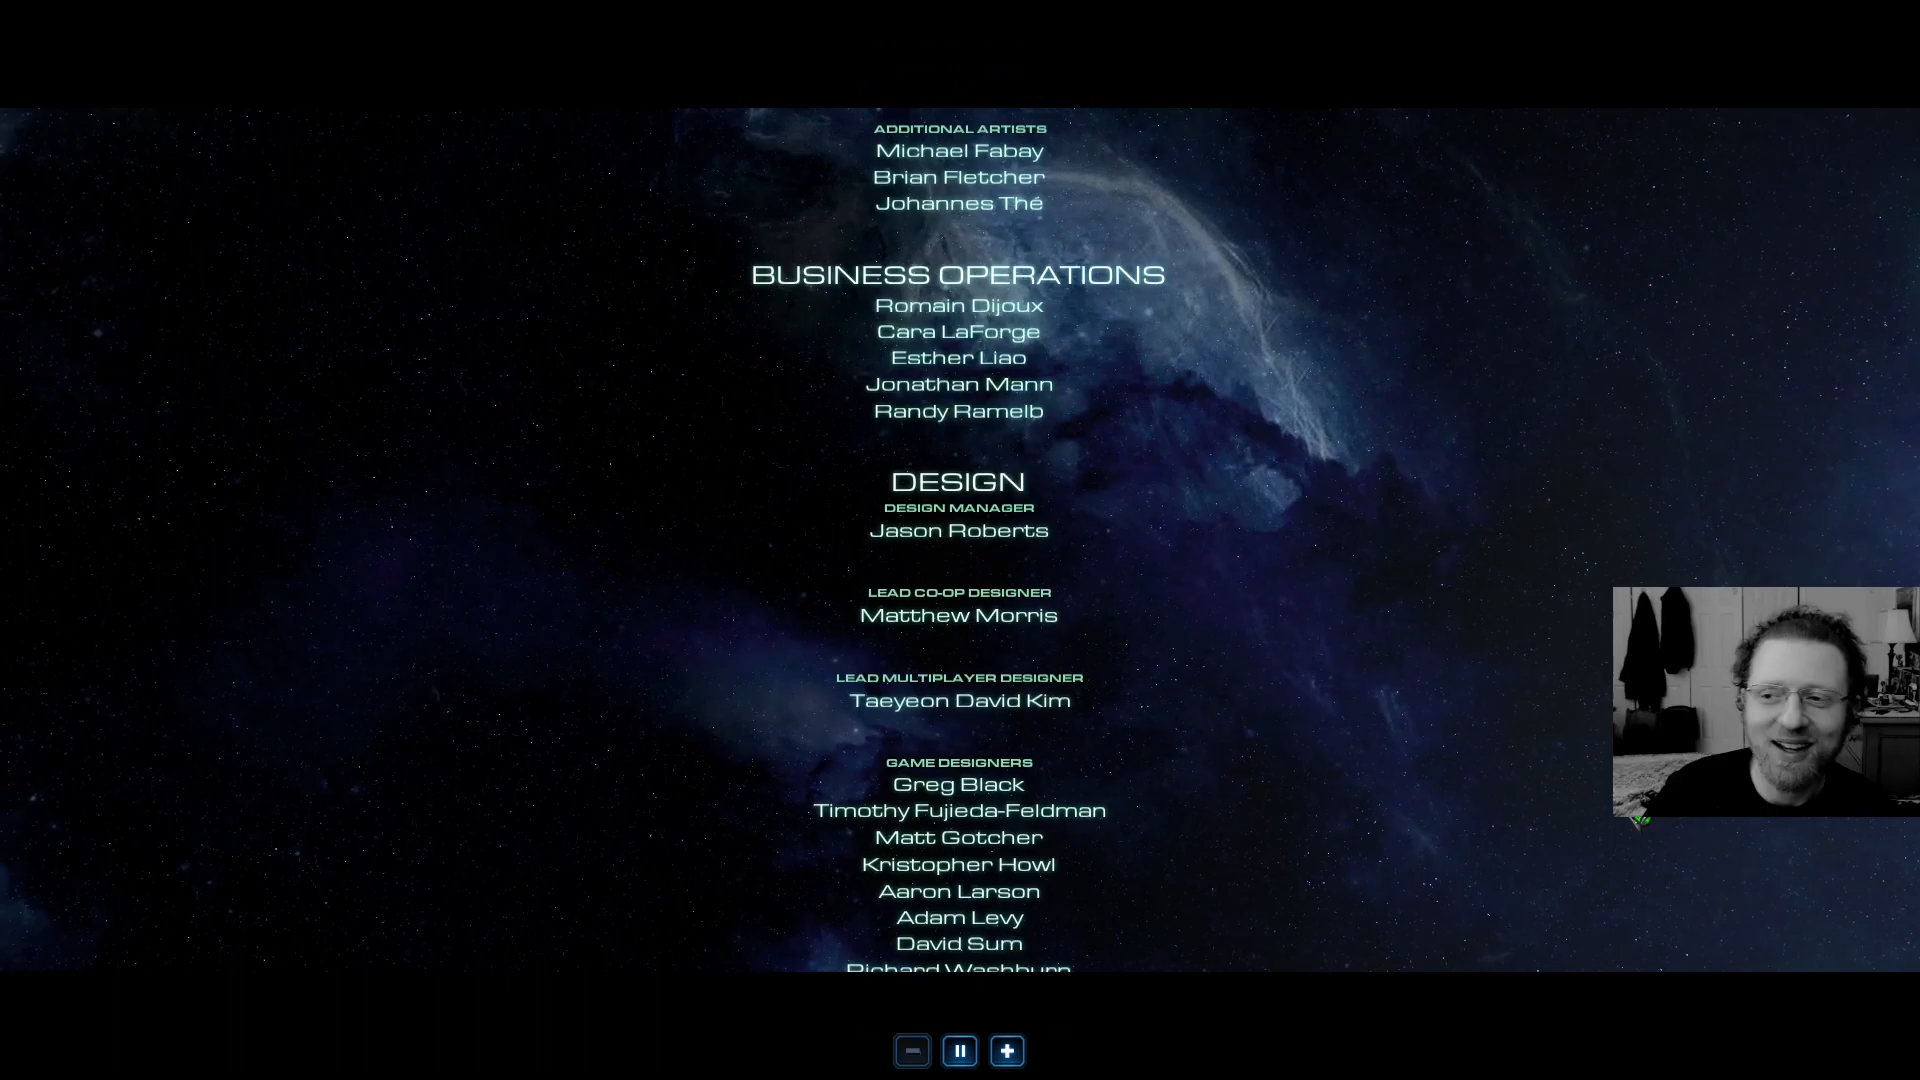 ADDITIONAL ARTISTS
Michael Fabay
Brian Fletcher
Johannes Thé
BUSINESS OPERATIONS
Romain Dijoux
Cara LaForge
Esther Liao
Jonathan Mann
Randy Ramelb
DESIGN
DESIGN MANAGER
Jason Roberts
LEAD CO-OP DESIGNER
Matthew Morris
LEAD MULTIPLAYER DESIGNER
Taeyeon David Kim
GAME DESIGNERS
Greg Black
Timothy Fujieda-Feldman
Matt Gotcher
Kristopher Howl
Aaron Larson
Adam Levy
David Sum
Richard Washburn